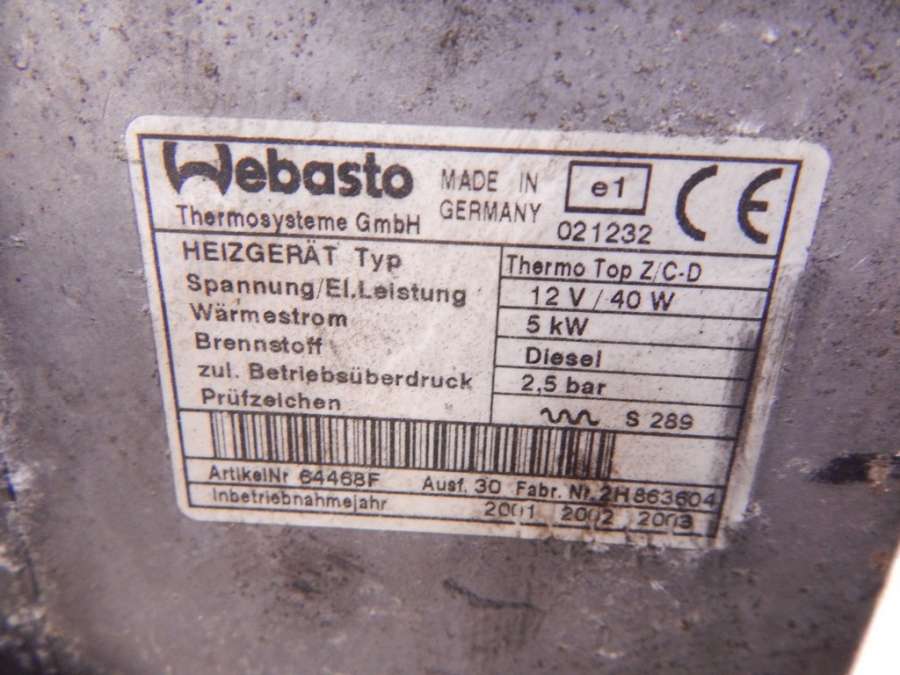 Webasto
Thermosysteme GmbH
MADE IN
GERMANY
e1
021232
CE
HEIZGERÄT Typ Thermo Top Z/C-D
Spannung/El.Leistung 12 V / 40 W
Wärmestrom 5 kW
Brennstoff Diesel
zul. Betriebsüberdruck 2,5 bar
Prüfzeichen S 289
ArtikelNr 64468F Ausf. 30 Fabr. Nr. 2H863604
Inbetriebnahmejahr 2001 2002 2003